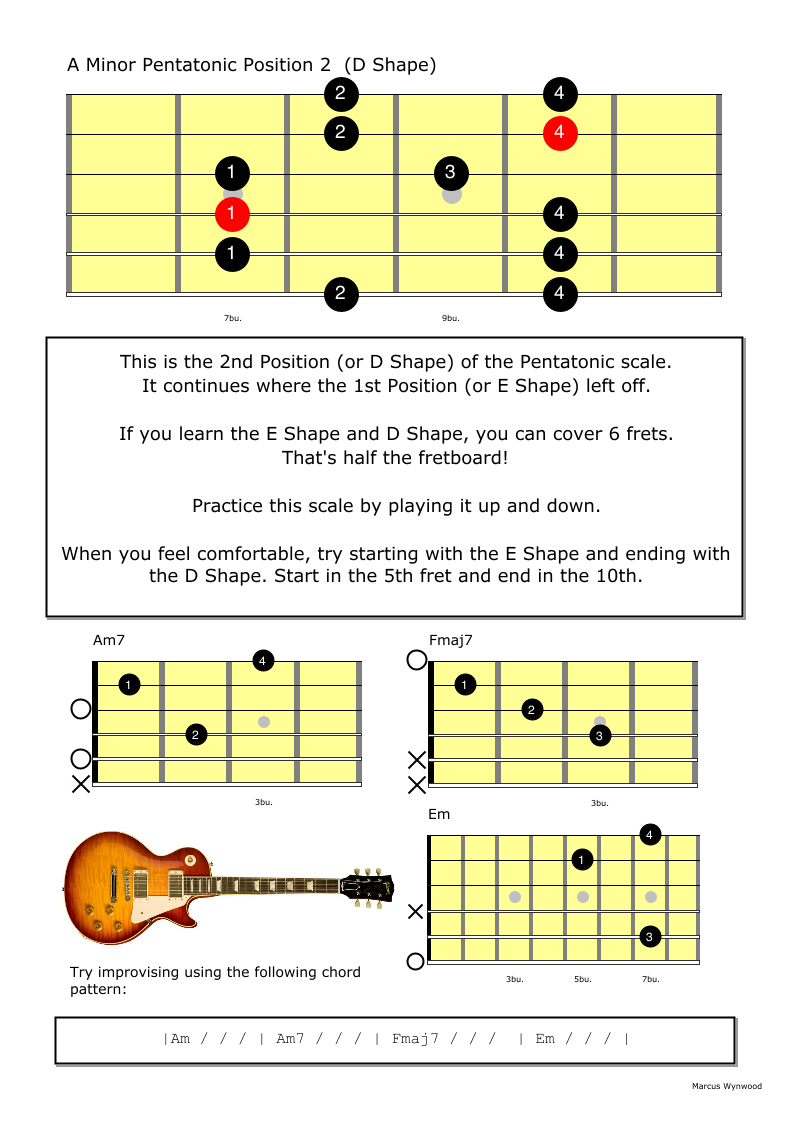 A Minor Pentatonic Position 2 (D Shape)
2 4
2 4
1 3
1 4
1 4
2 4
7bu. 9bu.
This is the 2nd Position (or D Shape) of the Pentatonic scale.
It continues where the 1st Position (or E Shape) left off.
If you learn the E Shape and D Shape, you can cover 6 frets.
That's half the fretboard!
Practice this scale by playing it up and down.
When you feel comfortable, try starting with the E Shape and ending with
the D Shape. Start in the 5th fret and end in the 10th.
Am7
4
1
2
3bu.
Fmaj7
1
2
3
3bu.
Em
4
1
3
3bu. 5bu. 7bu.
Try improvising using the following chord
pattern:
|Am / / / | Am7 / / / | Fmaj7 / / / | Em / / / |
Marcus Wynwood